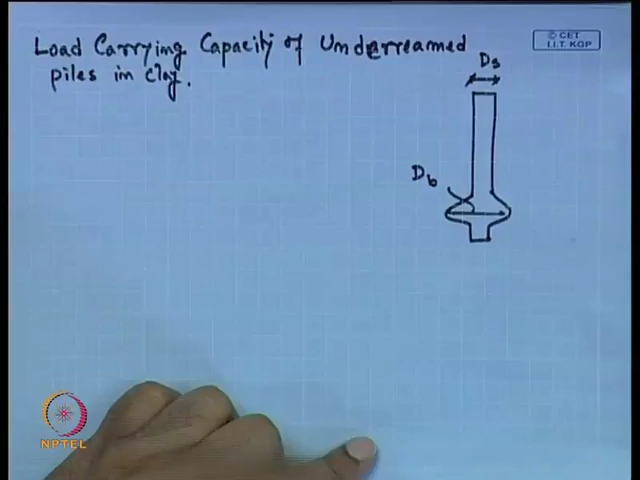 Load Carrying Capacity of Underreamed
piles in clay.
© CET
I.I.T. KGP
Ds
Db
NPTEL